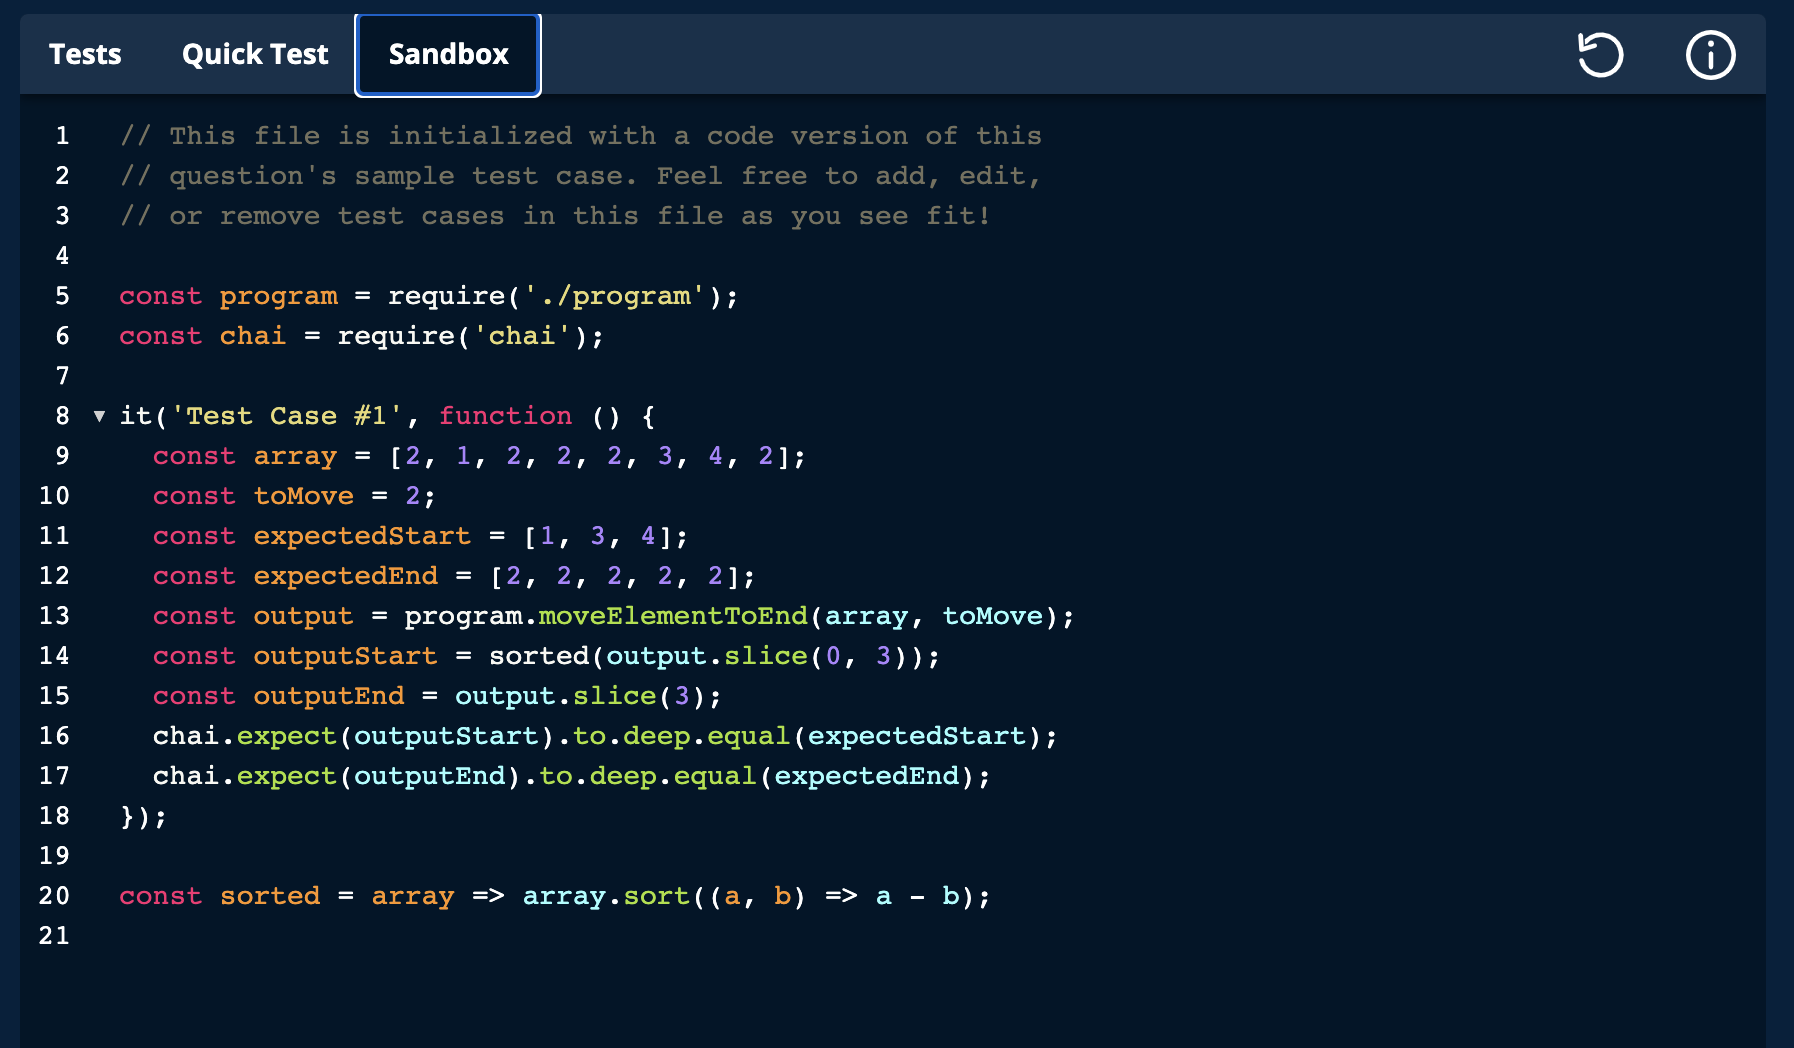 Tests Quick Test Sandbox
1 // This file is initialized with a code version of this
2 // question's sample test case. Feel free to add, edit,
3 // or remove test cases in this file as you see fit!
4
5 const program = require('./program');
6 const chai = require('chai');
7
8 it('Test Case #1', function () {
9   const array = [2, 1, 2, 2, 2, 3, 4, 2];
10   const toMove = 2;
11   const expectedStart = [1, 3, 4];
12   const expectedEnd = [2, 2, 2, 2, 2];
13   const output = program.moveElementToEnd(array, toMove);
14   const outputStart = sorted(output.slice(0, 3));
15   const outputEnd = output.slice(3);
16   chai.expect(outputStart).to.deep.equal(expectedStart);
17   chai.expect(outputEnd).to.deep.equal(expectedEnd);
18 });
19
20 const sorted = array => array.sort((a, b) => a - b);
21